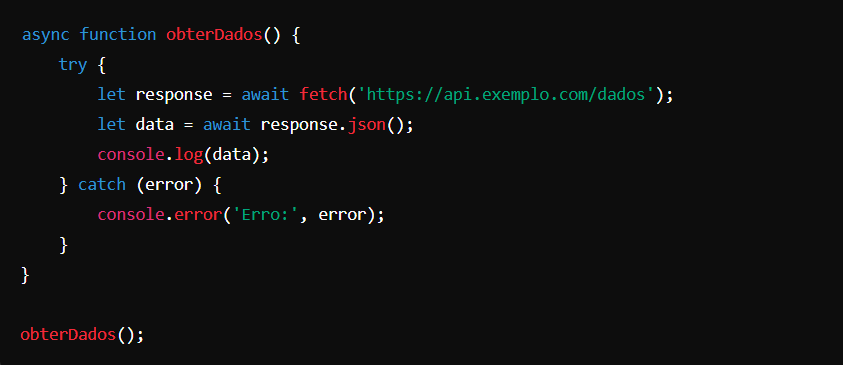 async function obterDados() {
    try {
        let response = await fetch('https://api.exemplo.com/dados');
        let data = await response.json();
        console.log(data);
    } catch (error) {
        console.error('Erro:', error);
    }
}

obterDados();